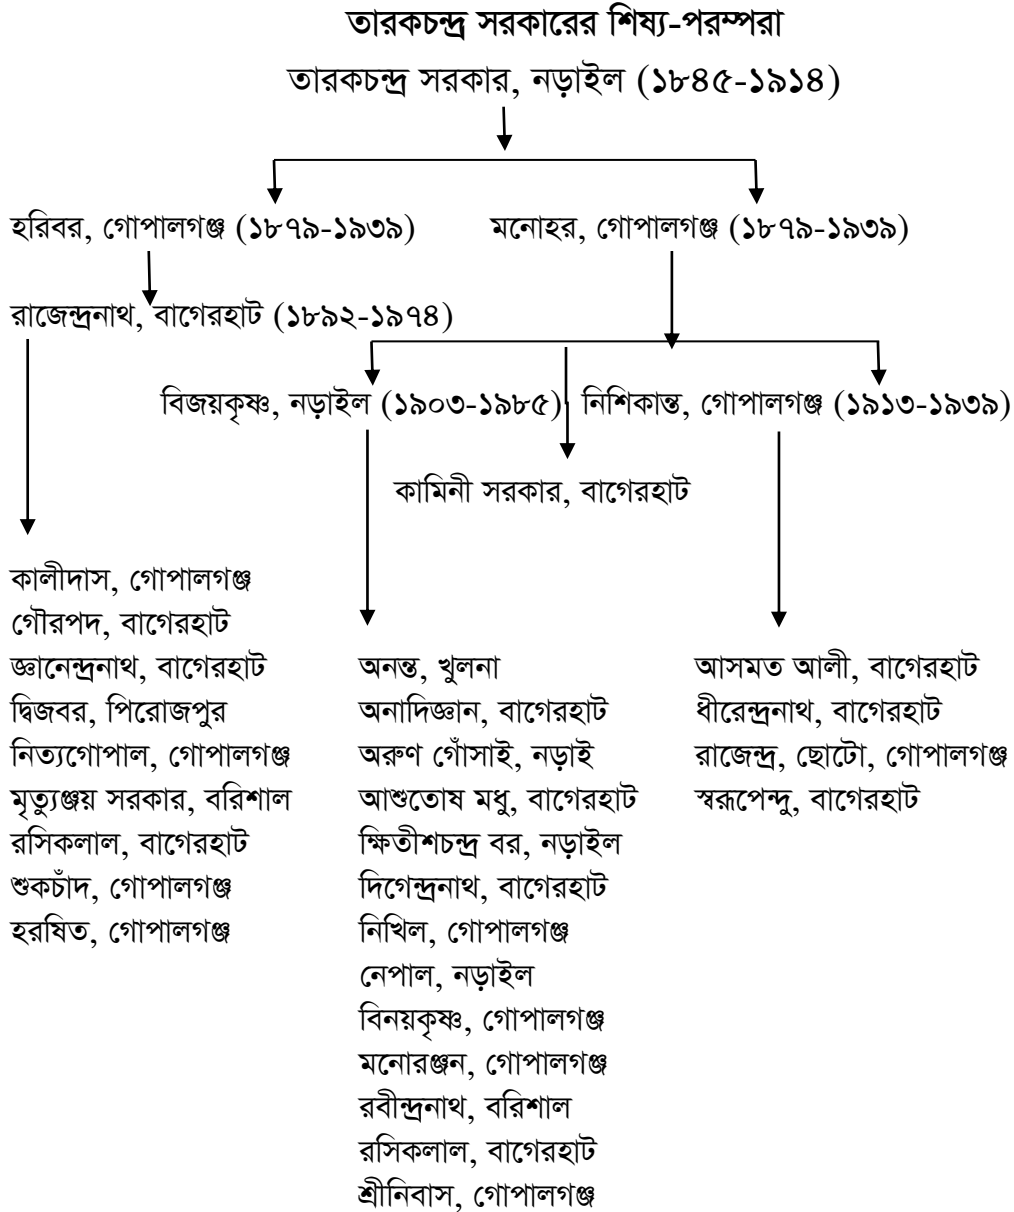 তারকচন্দ্র সরকারের শিষ্য-পরম্পরা
তারকচন্দ্র সরকার, নড়াইল (১৮৪৫-১৯১৪)
হরিবর, গোপালগঞ্জ (১৮৭৯-১৯৩৯)
মনোহর, গোপালগঞ্জ (১৮৭৯-১৯৩৯)
রাজেন্দ্রনাথ, বাগেরহাট (১৮৯২-১৯৭৪)
বিজয়কৃষ্ণ, নড়াইল (১৯০৩-১৯৮৫)
নিশিকান্ত, গোপালগঞ্জ (১৯১৩-১৯৩৯)
কামিনী সরকার, বাগেরহাট
কালীদাস, গোপালগঞ্জ
গৌরপদ, বাগেরহাট
জ্ঞানেন্দ্রনাথ, বাগেরহাট
দ্বিজবর, পিরোজপুর
নিত্যগোপাল, গোপালগঞ্জ
মৃত্যুঞ্জয় সরকার, বরিশাল
রসিকলাল, বাগেরহাট
শুকচাঁদ, গোপালগঞ্জ
হরষিত, গোপালগঞ্জ
অনন্ত, খুলনা
অনাদিজ্ঞান, বাগেরহাট
অরুণ গোঁসাই, নড়াই
আশুতোষ মধু, বাগেরহাট
ক্ষিতীশচন্দ্র বর, নড়াইল
দিগেন্দ্রনাথ, বাগেরহাট
নিখিল, গোপালগঞ্জ
নেপাল, নড়াইল
বিনয়কৃষ্ণ, গোপালগঞ্জ
মনোরঞ্জন, গোপালগঞ্জ
রবীন্দ্রনাথ, বরিশাল
রসিকলাল, বাগেরহাট
শ্রীনিবাস, গোপালগঞ্জ
আসমত আলী, বাগেরহাট
ধীরেন্দ্রনাথ, বাগেরহাট
রাজেন্দ্র, ছোটো, গোপালগঞ্জ
স্বরূপেন্দু, বাগেরহাট